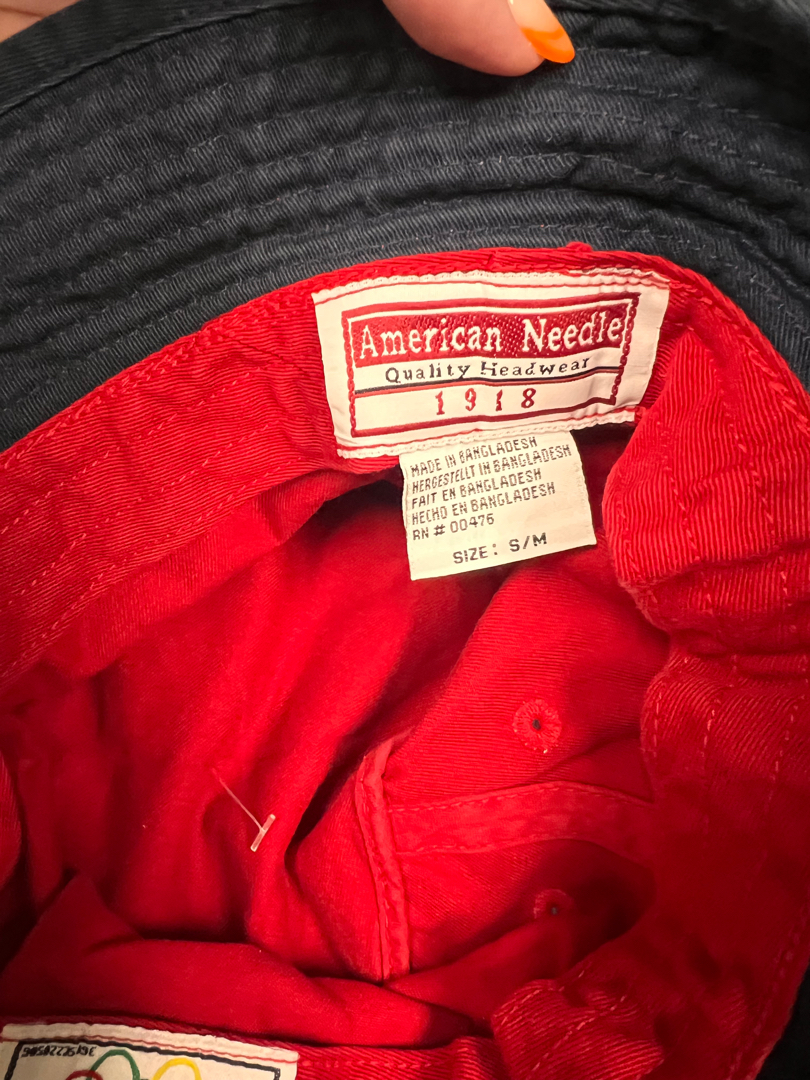 American Needle
Quality Headwear
1918
MADE IN BANGLADESH
HERGESTELLT IN BANGLADESH
FAIT EN BANGLADESH
HECHO EN BANGLADESH
RN # 00476
SIZE: S/M